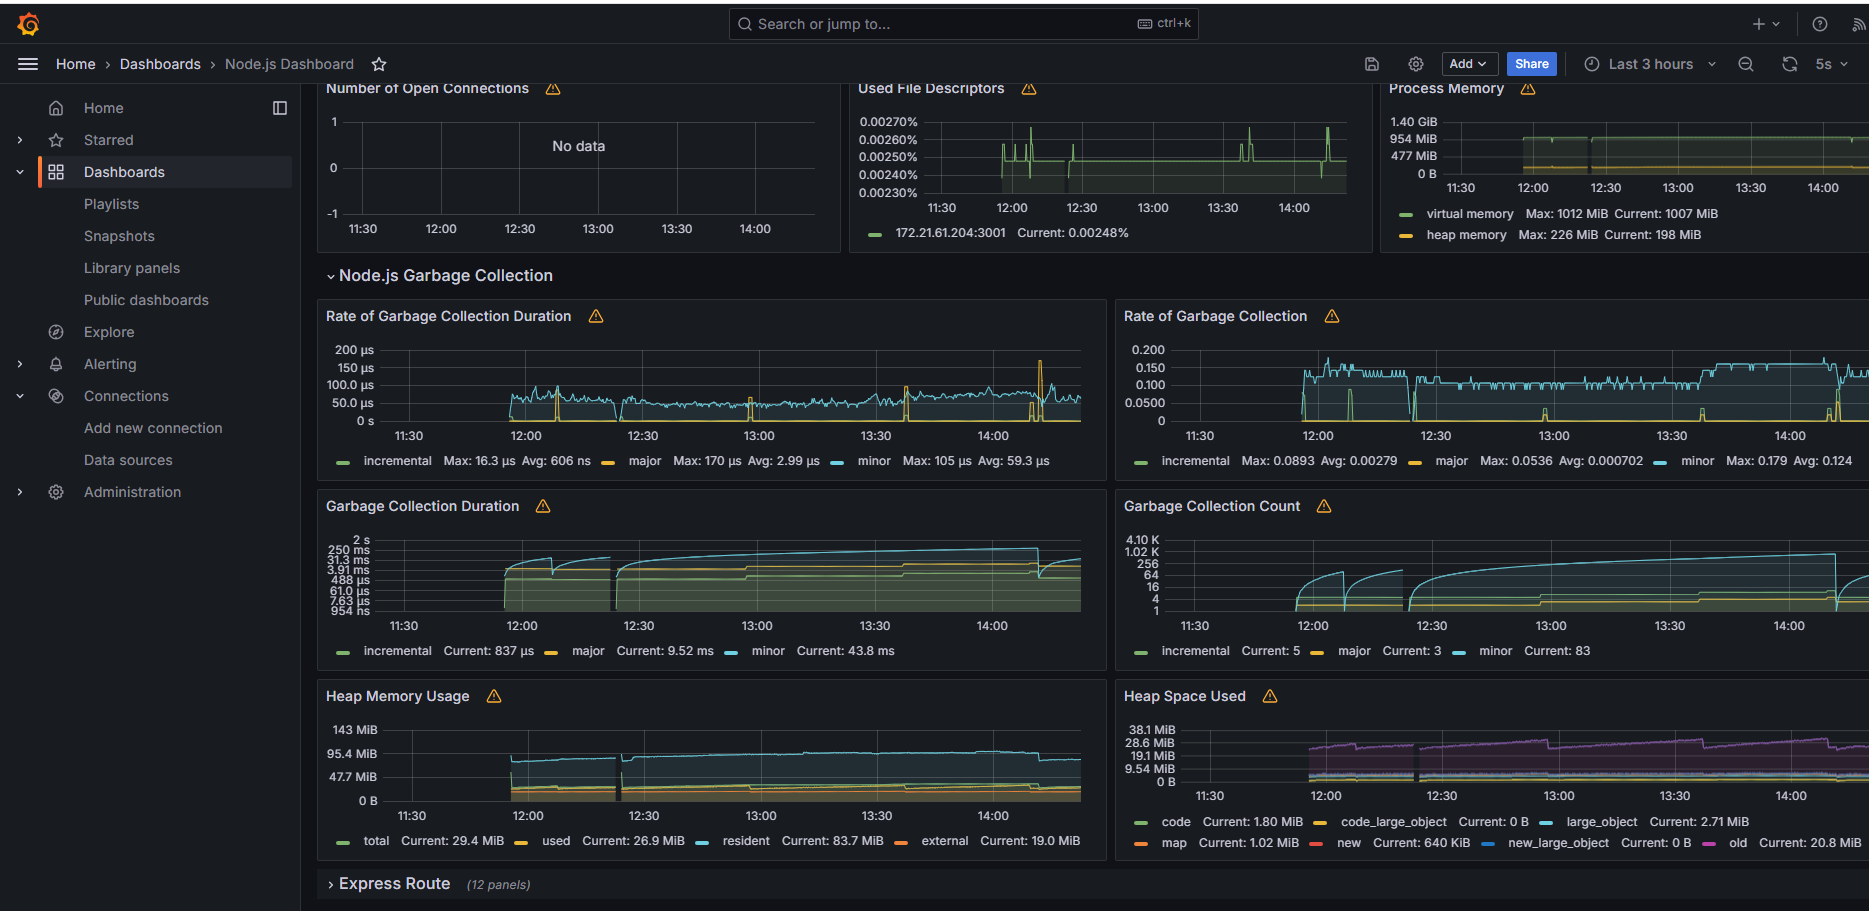 Search or jump to...
ctrl+k
Home › Dashboards › Node.js Dashboard
Add
Share
Last 3 hours
5s
Home
Starred
Dashboards
Playlists
Snapshots
Library panels
Public dashboards
Explore
Alerting
Connections
Add new connection
Data sources
Administration
Number of Open Connections
1
0
-1
No data
11:30 12:00 12:30 13:00 13:30 14:00
Used File Descriptors
0.00270%
0.00260%
0.00250%
0.00240%
0.00230%
11:30 12:00 12:30 13:00 13:30 14:00
172.21.61.204:3001 Current: 0.00248%
Process Memory
1.40 GiB
954 MiB
477 MiB
0 B
11:30 12:00 12:30 13:00 13:30 14:00
virtual memory Max: 1012 MiB Current: 1007 MiB
heap memory Max: 226 MiB Current: 198 MiB
Node.js Garbage Collection
Rate of Garbage Collection Duration
200 µs
150 µs
100.0 µs
50.0 µs
0 s
11:30 12:00 12:30 13:00 13:30 14:00
incremental Max: 16.3 µs Avg: 606 ns major Max: 170 µs Avg: 2.99 µs minor Max: 105 µs Avg: 59.3 µs
Rate of Garbage Collection
0.200
0.150
0.100
0.0500
0
11:30 12:00 12:30 13:00 13:30 14:00
incremental Max: 0.0893 Avg: 0.00279 major Max: 0.0536 Avg: 0.000702 minor Max: 0.179 Avg: 0.124
Garbage Collection Duration
2 s
250 ms
31.3 ms
3.91 ms
488 µs
61.0 µs
7.63 µs
954 ns
11:30 12:00 12:30 13:00 13:30 14:00
incremental Current: 837 µs major Current: 9.52 ms minor Current: 43.8 ms
Garbage Collection Count
4.10 K
1.02 K
256
64
16
4
1
11:30 12:00 12:30 13:00 13:30 14:00
incremental Current: 5 major Current: 3 minor Current: 83
Heap Memory Usage
143 MiB
95.4 MiB
47.7 MiB
0 B
11:30 12:00 12:30 13:00 13:30 14:00
total Current: 29.4 MiB used Current: 26.9 MiB resident Current: 83.7 MiB external Current: 19.0 MiB
Heap Space Used
38.1 MiB
28.6 MiB
19.1 MiB
9.54 MiB
0 B
11:30 12:00 12:30 13:00 13:30 14:00
code Current: 1.80 MiB code_large_object Current: 0 B large_object Current: 2.71 MiB
map Current: 1.02 MiB new Current: 640 KiB new_large_object Current: 0 B old Current: 20.8 MiB
Express Route (12 panels)